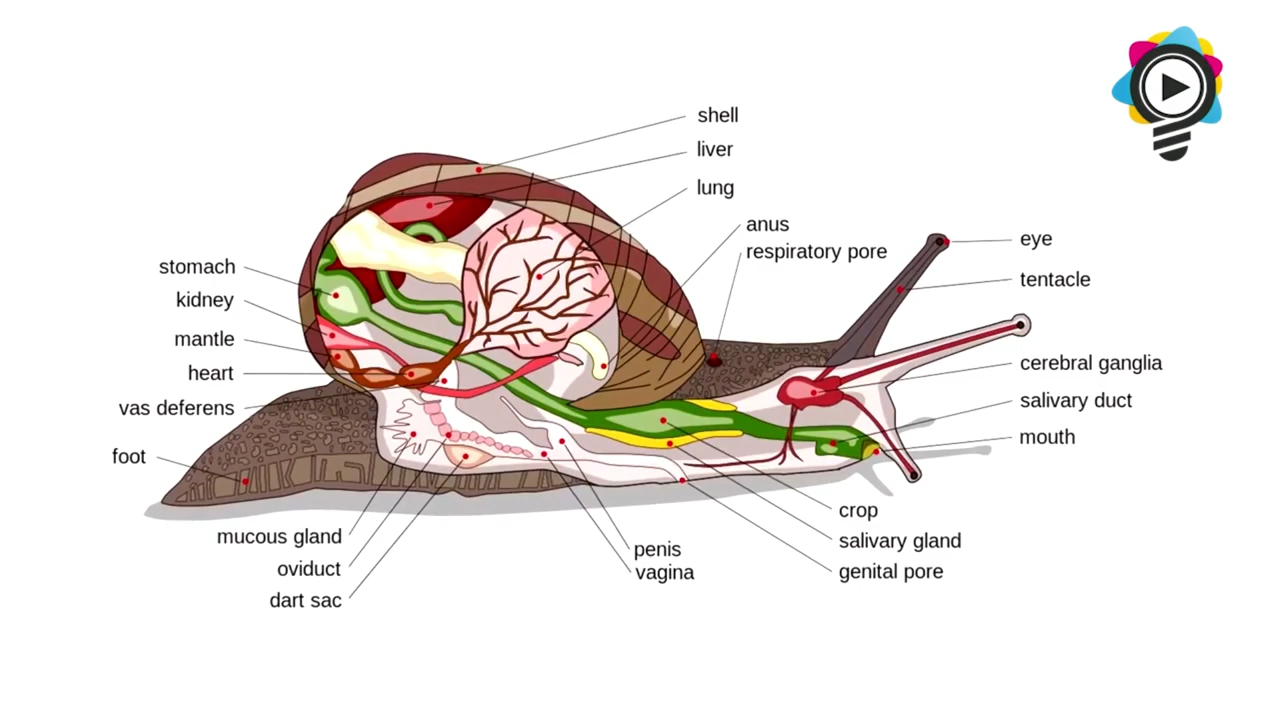 shell
liver
lung
anus
respiratory pore
eye
tentacle
cerebral ganglia
salivary duct
mouth
stomach
kidney
mantle
heart
vas deferens
foot
mucous gland
oviduct
dart sac
penis
vagina
crop
salivary gland
genital pore